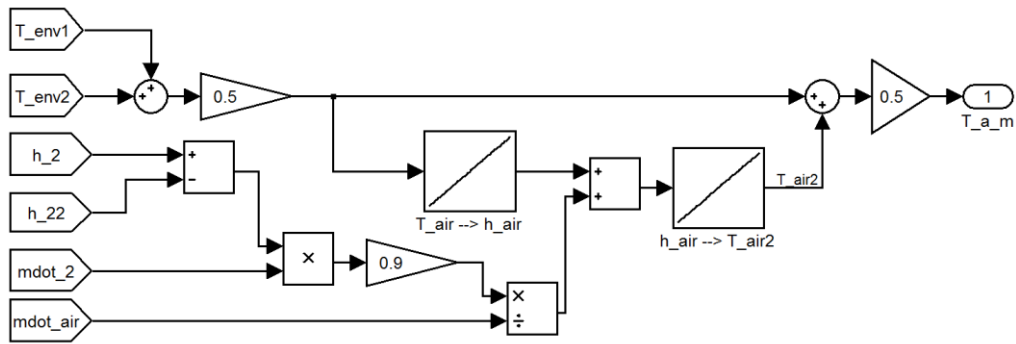 T_env1
T_env2
0.5
0.5
1
T_a_m
h_2
h_22
T_air --> h_air
T_air2
h_air --> T_air2
mdot_2
×
0.9
mdot_air
×
÷